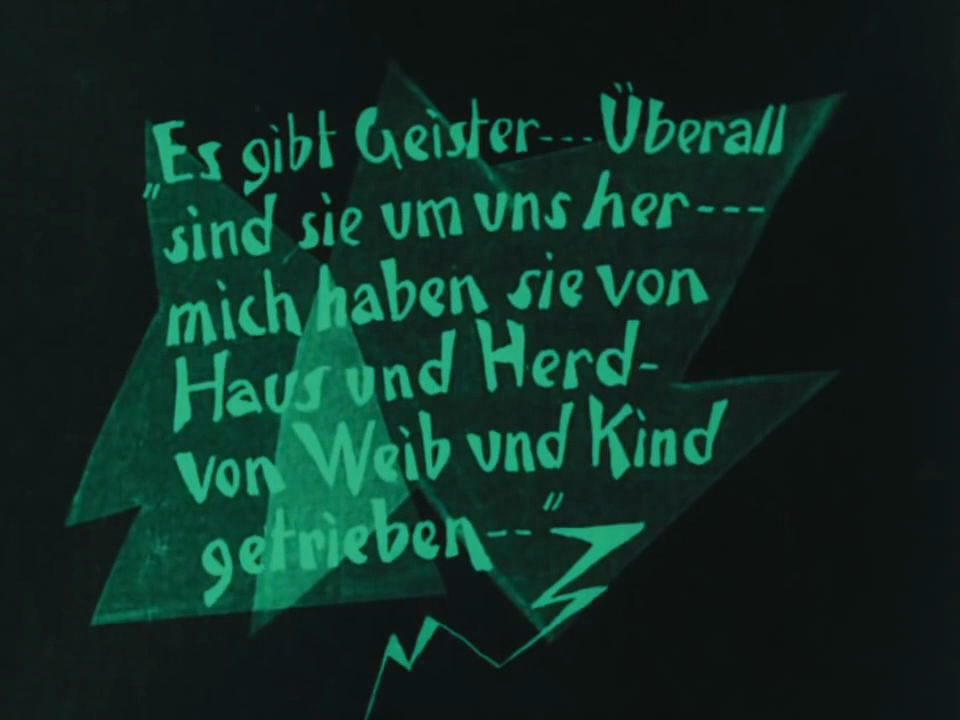 „Es gibt Geister---Überall
sind sie um uns her---
mich haben sie von
Haus und Herd-
von Weib und Kind
getrieben--"